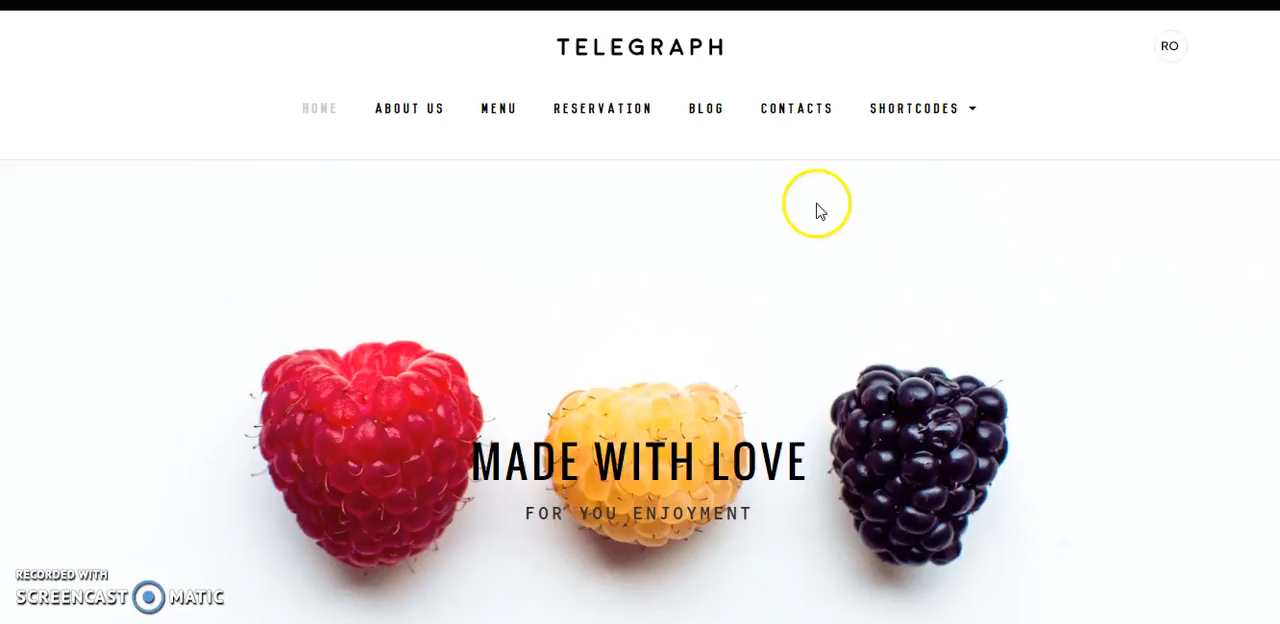 TELEGRAPH
RO
HOME ABOUT US MENU RESERVATION BLOG CONTACTS SHORTCODES
MADE WITH LOVE
FOR YOU ENJOYMENT
RECORDED WITH
SCREENCAST MATIC